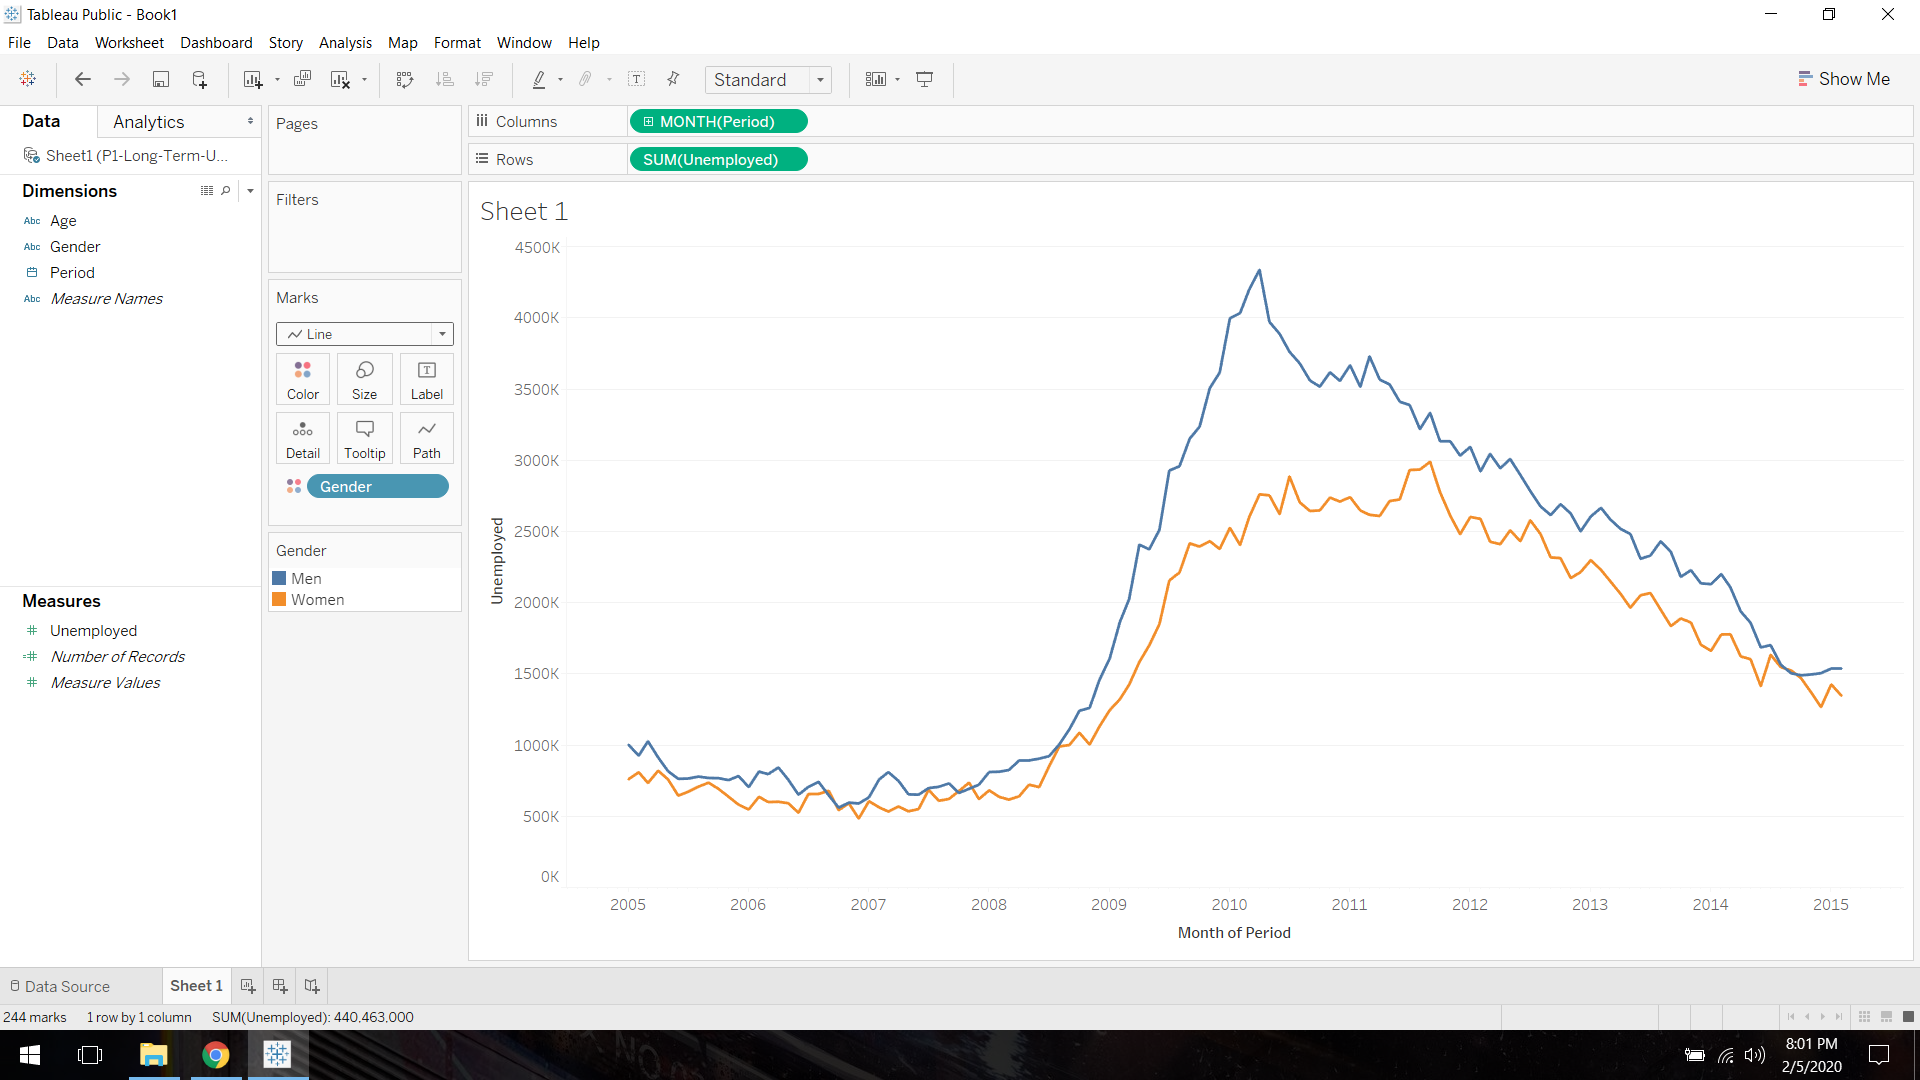 Tableau Public - Book1
File Data Worksheet Dashboard Story Analysis Map Format Window Help
Standard
Show Me
Data Analytics
Sheet1 (P1-Long-Term-U...
Dimensions
Abc Age
Abc Gender
Period
Abc Measure Names
Measures
Unemployed
Number of Records
Measure Values
Pages
Filters
Marks
Line
Color Size Label
Detail Tooltip Path
Gender
Gender
Men
Women
Columns MONTH(Period)
Rows SUM(Unemployed)
Sheet 1
4500K
4000K
3500K
3000K
2500K
2000K
1500K
1000K
500K
0K
Unemployed
2005 2006 2007 2008 2009 2010 2011 2012 2013 2014 2015
Month of Period
Data Source Sheet 1
244 marks 1 row by 1 column SUM(Unemployed): 440,463,000
8:01 PM
2/5/2020